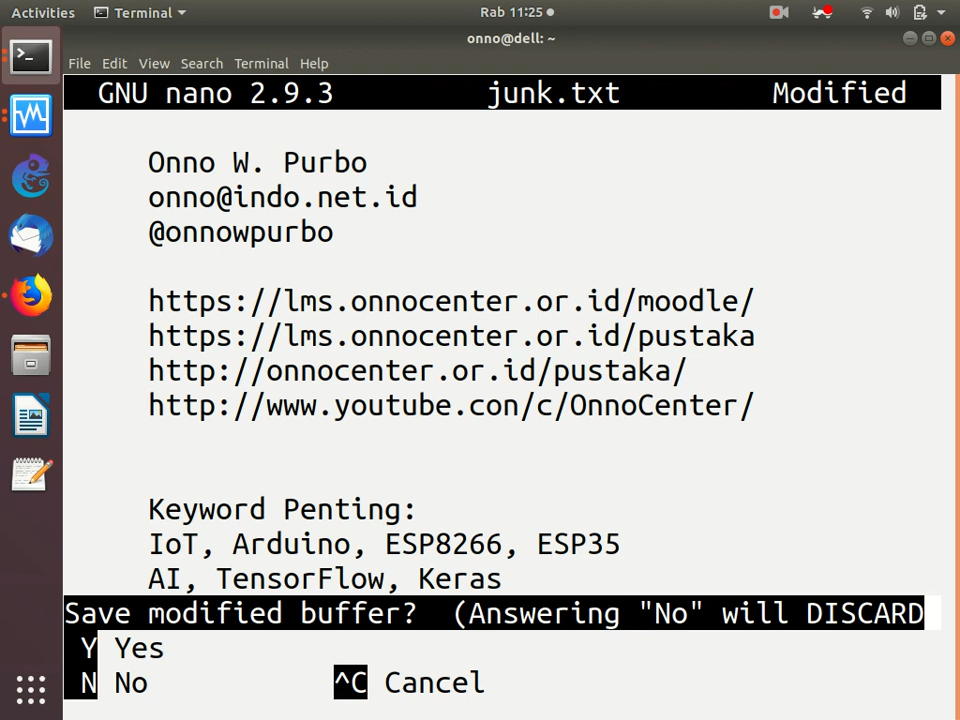 Activities Terminal Rab 11:25
onno@dell: ~
File Edit View Search Terminal Help
GNU nano 2.9.3 junk.txt Modified
Onno W. Purbo
onno@indo.net.id
@onnowpurbo
https://lms.onnocenter.or.id/moodle/
https://lms.onnocenter.or.id/pustaka
http://onnocenter.or.id/pustaka/
http://www.youtube.con/c/OnnoCenter/
Keyword Penting:
IoT, Arduino, ESP8266, ESP35
AI, TensorFlow, Keras
Save modified buffer? (Answering "No" will DISCARD
Y Yes
N No ^C Cancel